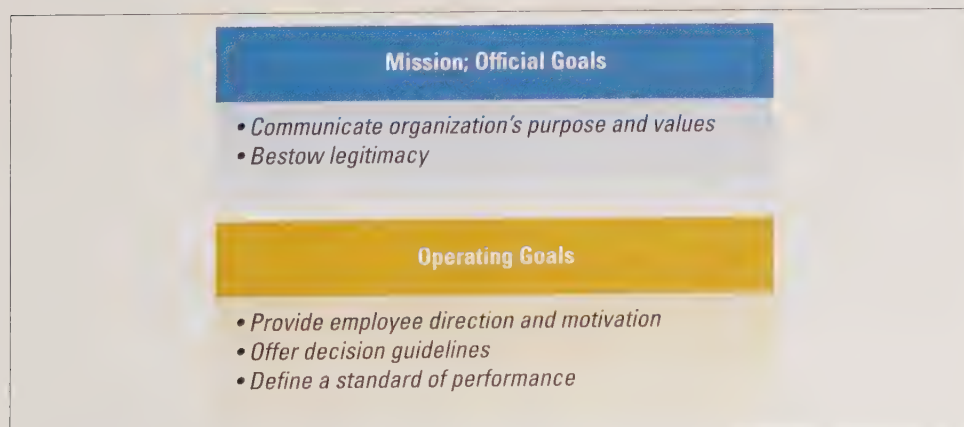 Mission; Official Goals
• Communicate organization's purpose and values
• Bestow legitimacy
Operating Goals
• Provide employee direction and motivation
• Offer decision guidelines
• Define a standard of performance